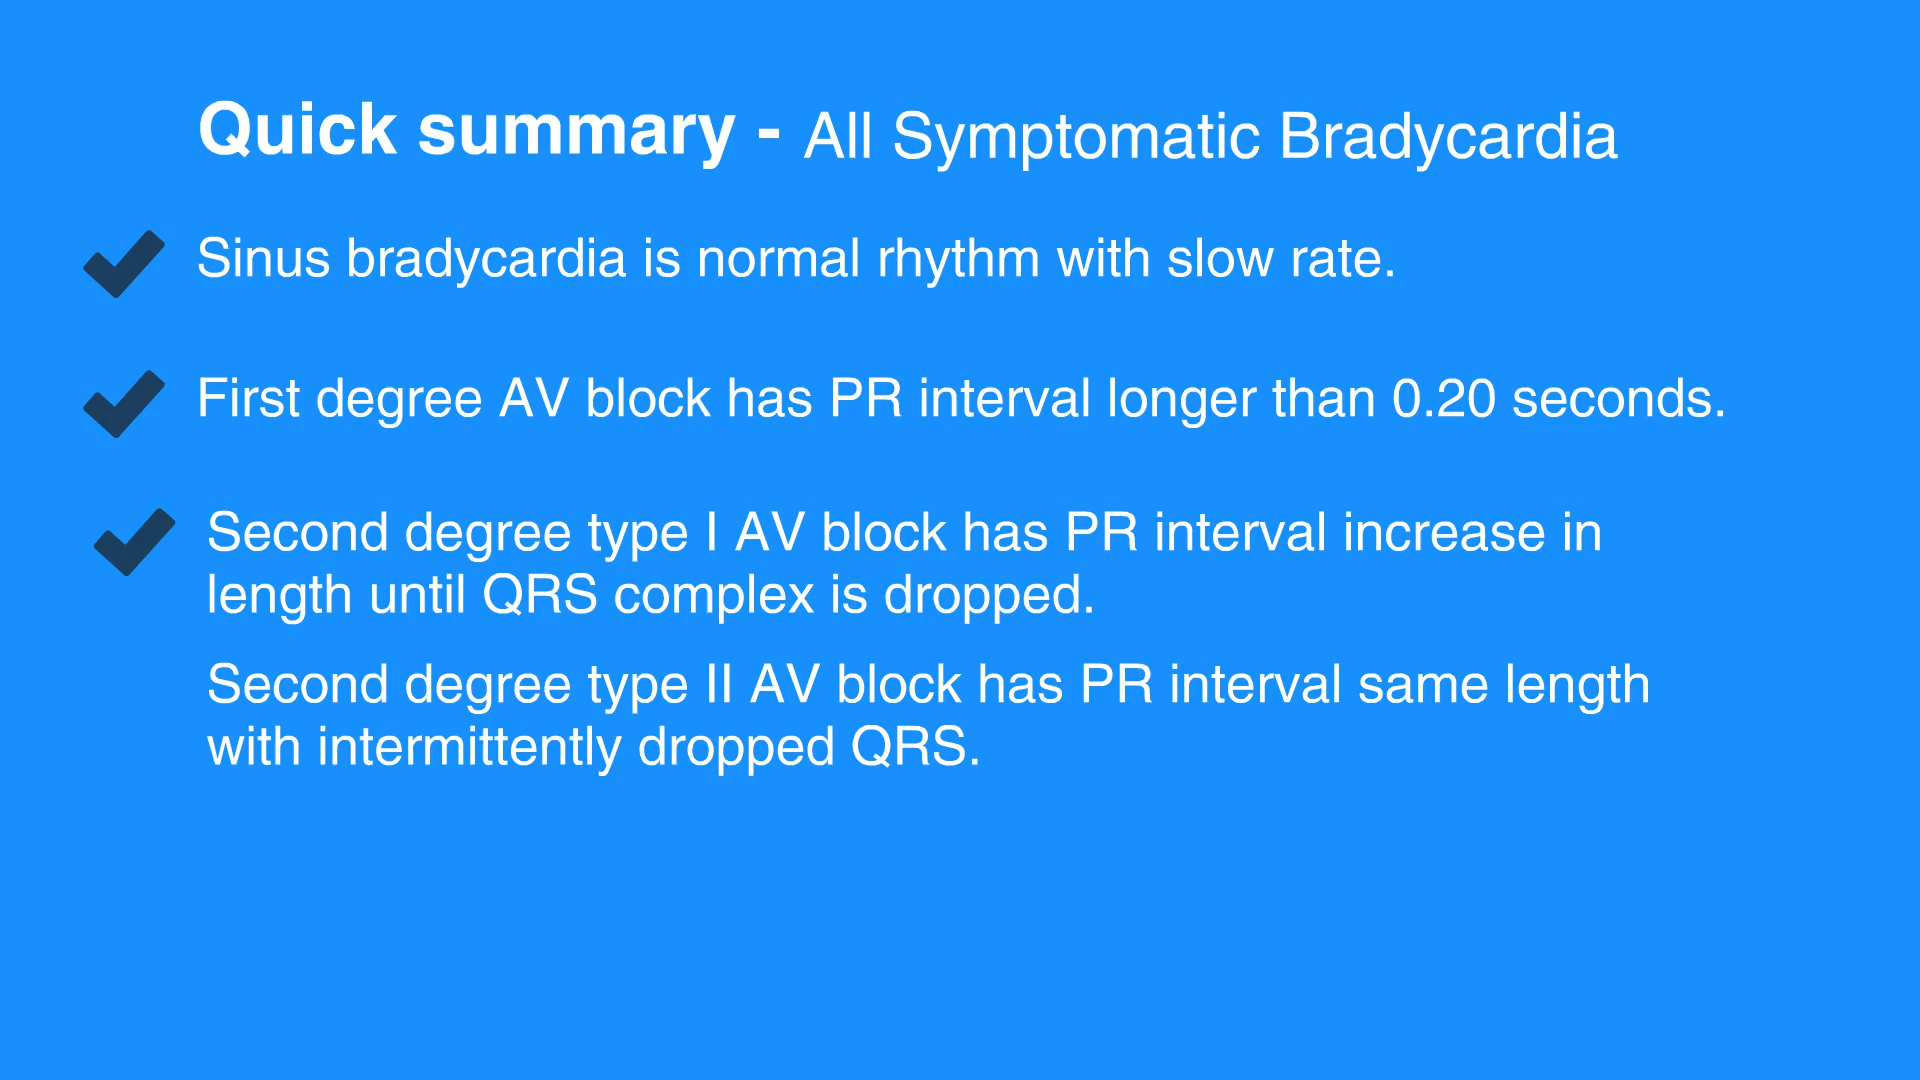 Quick summary - All Symptomatic Bradycardia
Sinus bradycardia is normal rhythm with slow rate.
First degree AV block has PR interval longer than 0.20 seconds.
Second degree type I AV block has PR interval increase in
length until QRS complex is dropped.
Second degree type II AV block has PR interval same length
with intermittently dropped QRS.